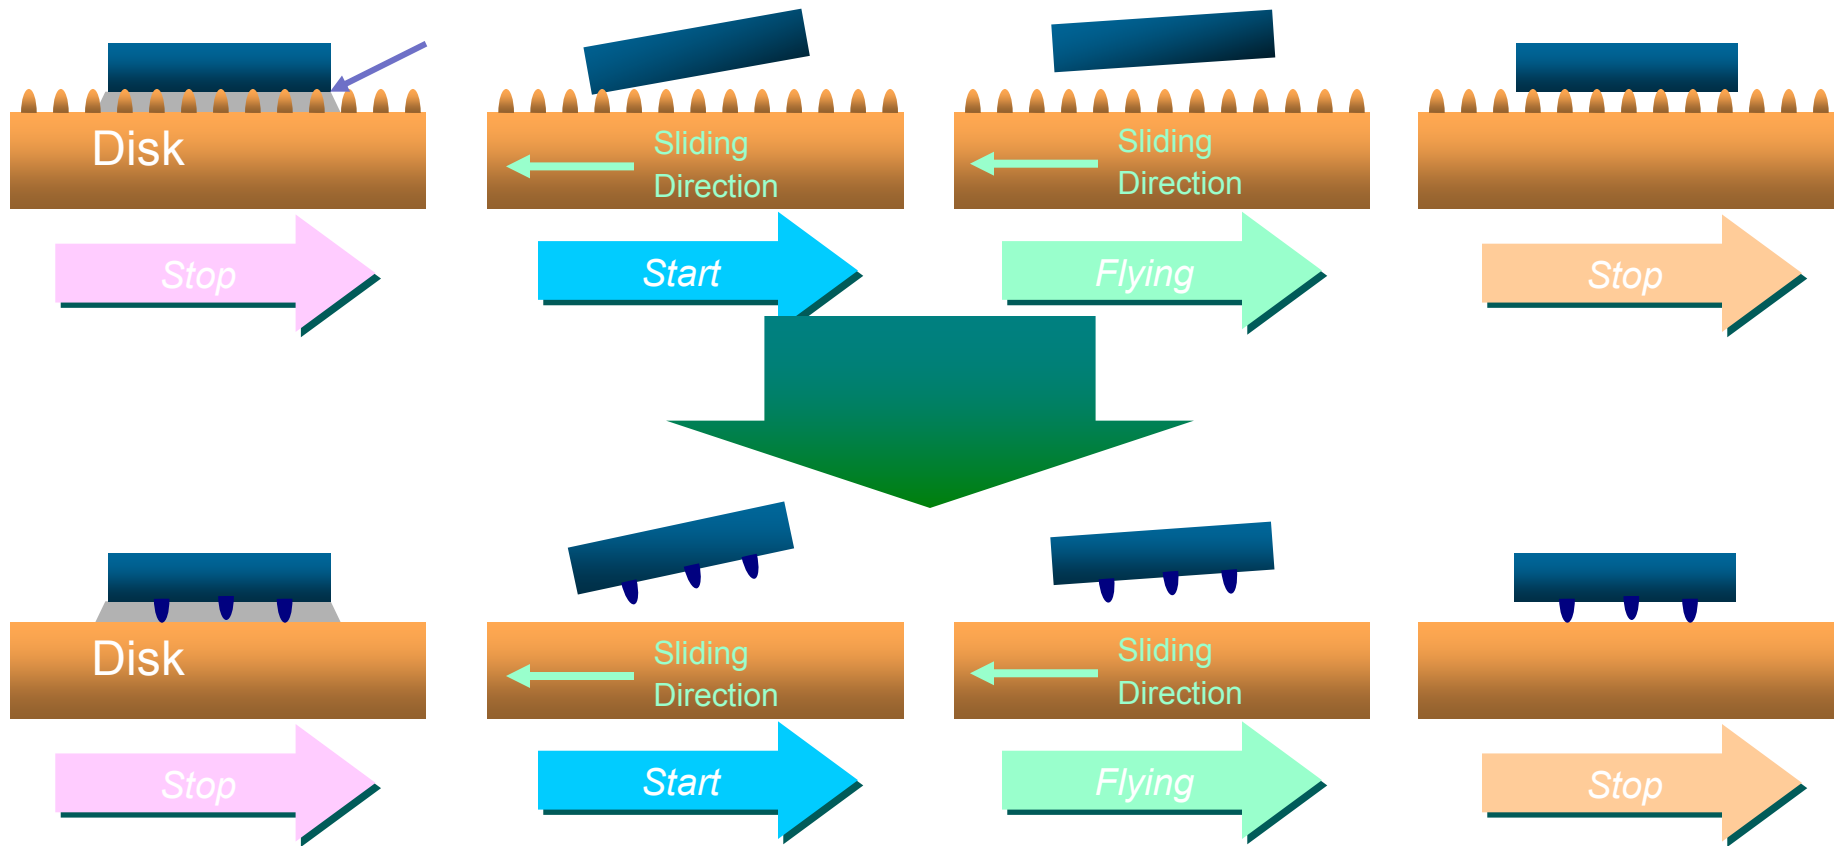 Disk
Sliding
Direction
Sliding
Direction
Stop
Start
Flying
Stop
Disk
Sliding
Direction
Sliding
Direction
Stop
Start
Flying
Stop